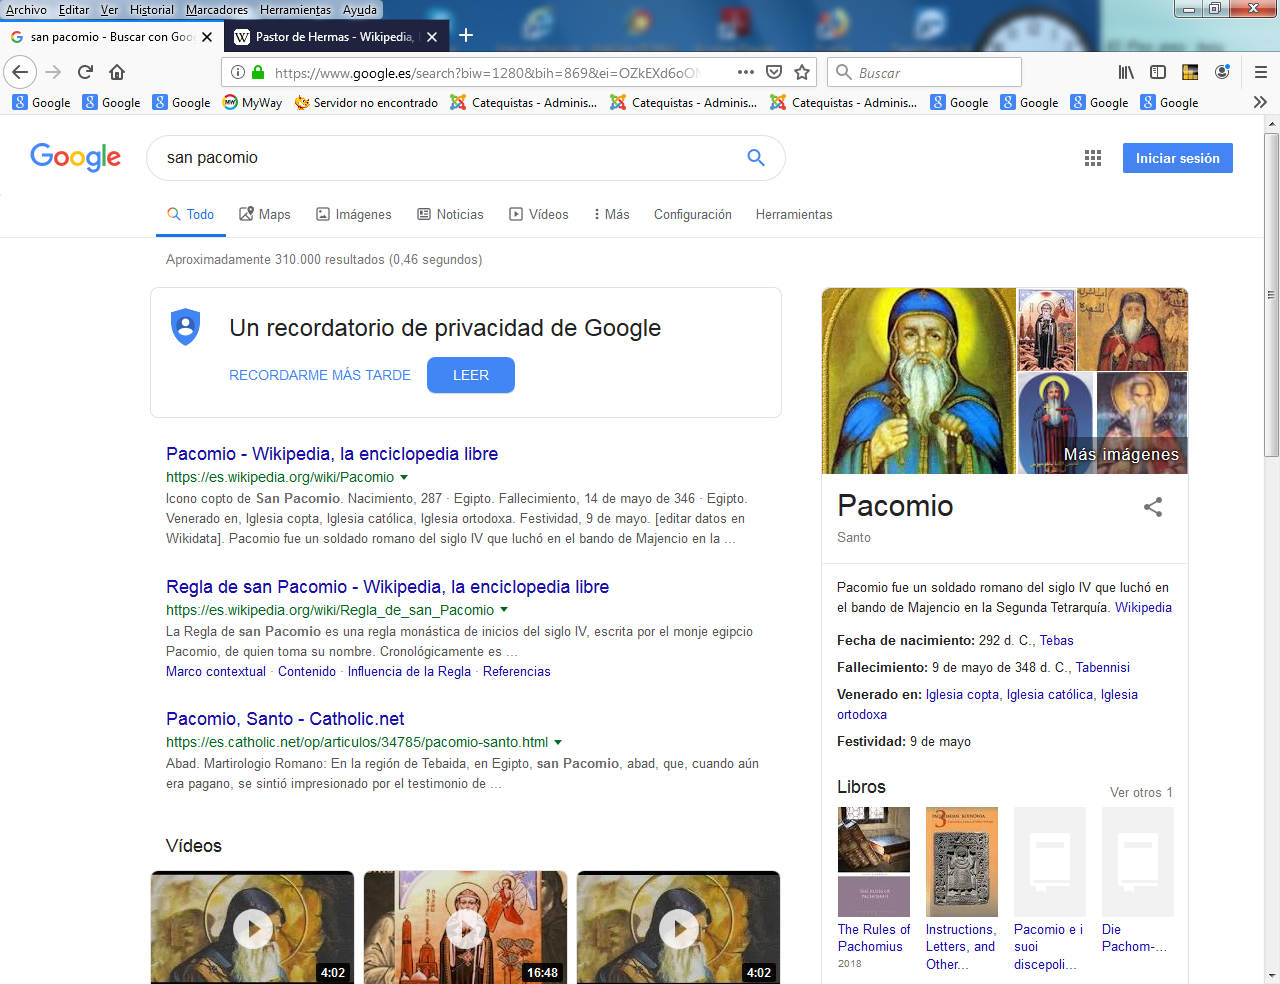 Archivo Editar Ver Historial Marcadores Herramientas Ayuda
san pacomio - Buscar con Goo
Pastor de Hermas - Wikipedia,
https://www.google.es/search?biw=1280&bih=869&ei=OZkEXd6oO
Buscar
Google Google Google MyWay Servidor no encontrado Catequistas - Adminis... Catequistas - Adminis... Catequistas - Adminis... Google Google Google Google
Google
san pacomio
Iniciar sesión
Todo Maps Imágenes Noticias Vídeos Más Configuración Herramientas
Aproximadamente 310.000 resultados (0,46 segundos)
Un recordatorio de privacidad de Google
RECORDARME MÁS TARDE LEER
Pacomio - Wikipedia, la enciclopedia libre
https://es.wikipedia.org/wiki/Pacomio
Icono copto de San Pacomio. Nacimiento, 287 · Egipto. Fallecimiento, 14 de mayo de 346 · Egipto.
Venerado en, Iglesia copta, Iglesia católica, Iglesia ortodoxa. Festividad, 9 de mayo. [editar datos en
Wikidata]. Pacomio fue un soldado romano del siglo IV que luchó en el bando de Majencio en la ...
Regla de san Pacomio - Wikipedia, la enciclopedia libre
https://es.wikipedia.org/wiki/Regla_de_san_Pacomio
La Regla de san Pacomio es una regla monástica de inicios del siglo IV, escrita por el monje egipcio
Pacomio, de quien toma su nombre. Cronológicamente es ...
Marco contextual · Contenido · Influencia de la Regla · Referencias
Pacomio, Santo - Catholic.net
https://es.catholic.net/op/articulos/34785/pacomio-santo.html
Abad. Martirologio Romano: En la región de Tebaida, en Egipto, san Pacomio, abad, que, cuando aún
era pagano, se sintió impresionado por el testimonio de ...
Vídeos
4:02
16:48
4:02
Más imágenes
Pacomio
Santo
Pacomio fue un soldado romano del siglo IV que luchó en
el bando de Majencio en la Segunda Tetrarquía. Wikipedia
Fecha de nacimiento: 292 d. C., Tebas
Fallecimiento: 9 de mayo de 348 d. C., Tabennisi
Venerado en: Iglesia copta, Iglesia católica, Iglesia
ortodoxa
Festividad: 9 de mayo
Libros
Ver otros 1
The Rules of
Pachomius
2018
Instructions,
Letters, and
Other...
Pacomio e i
suoi
discepoli...
Die
Pachom-...